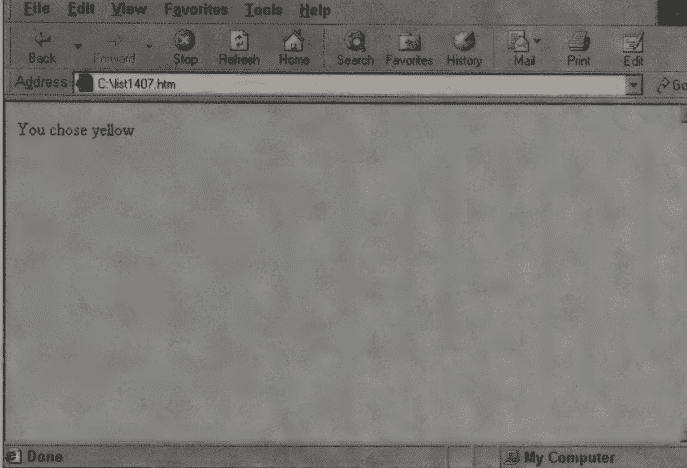 File Edit View Favorites Tools Help
Back Forward Stop Refresh Home Search Favorites History Mail Print Edit
Address C:\list1407.htm Go
You chose yellow
Done My Computer